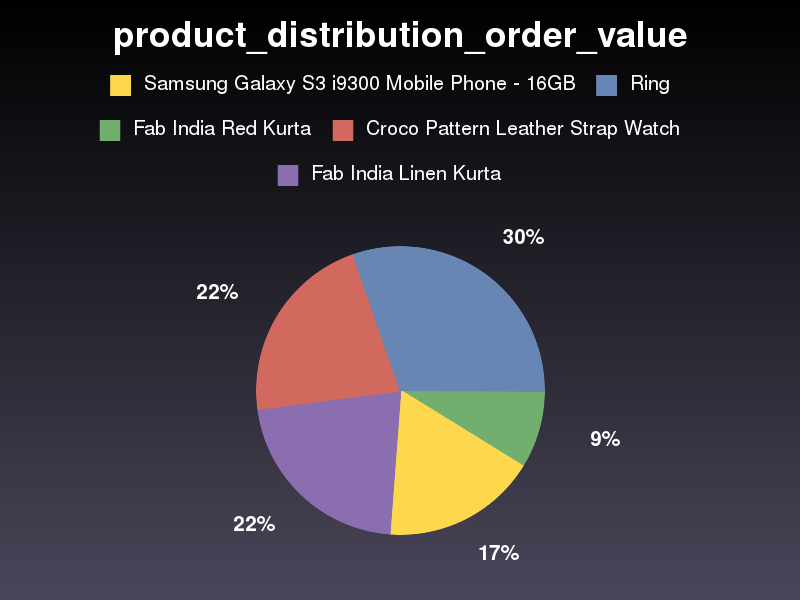 product_distribution_order_value
Samsung Galaxy S3 i9300 Mobile Phone - 16GB Ring
Fab India Red Kurta Croco Pattern Leather Strap Watch
Fab India Linen Kurta
30%
22%
9%
22%
17%